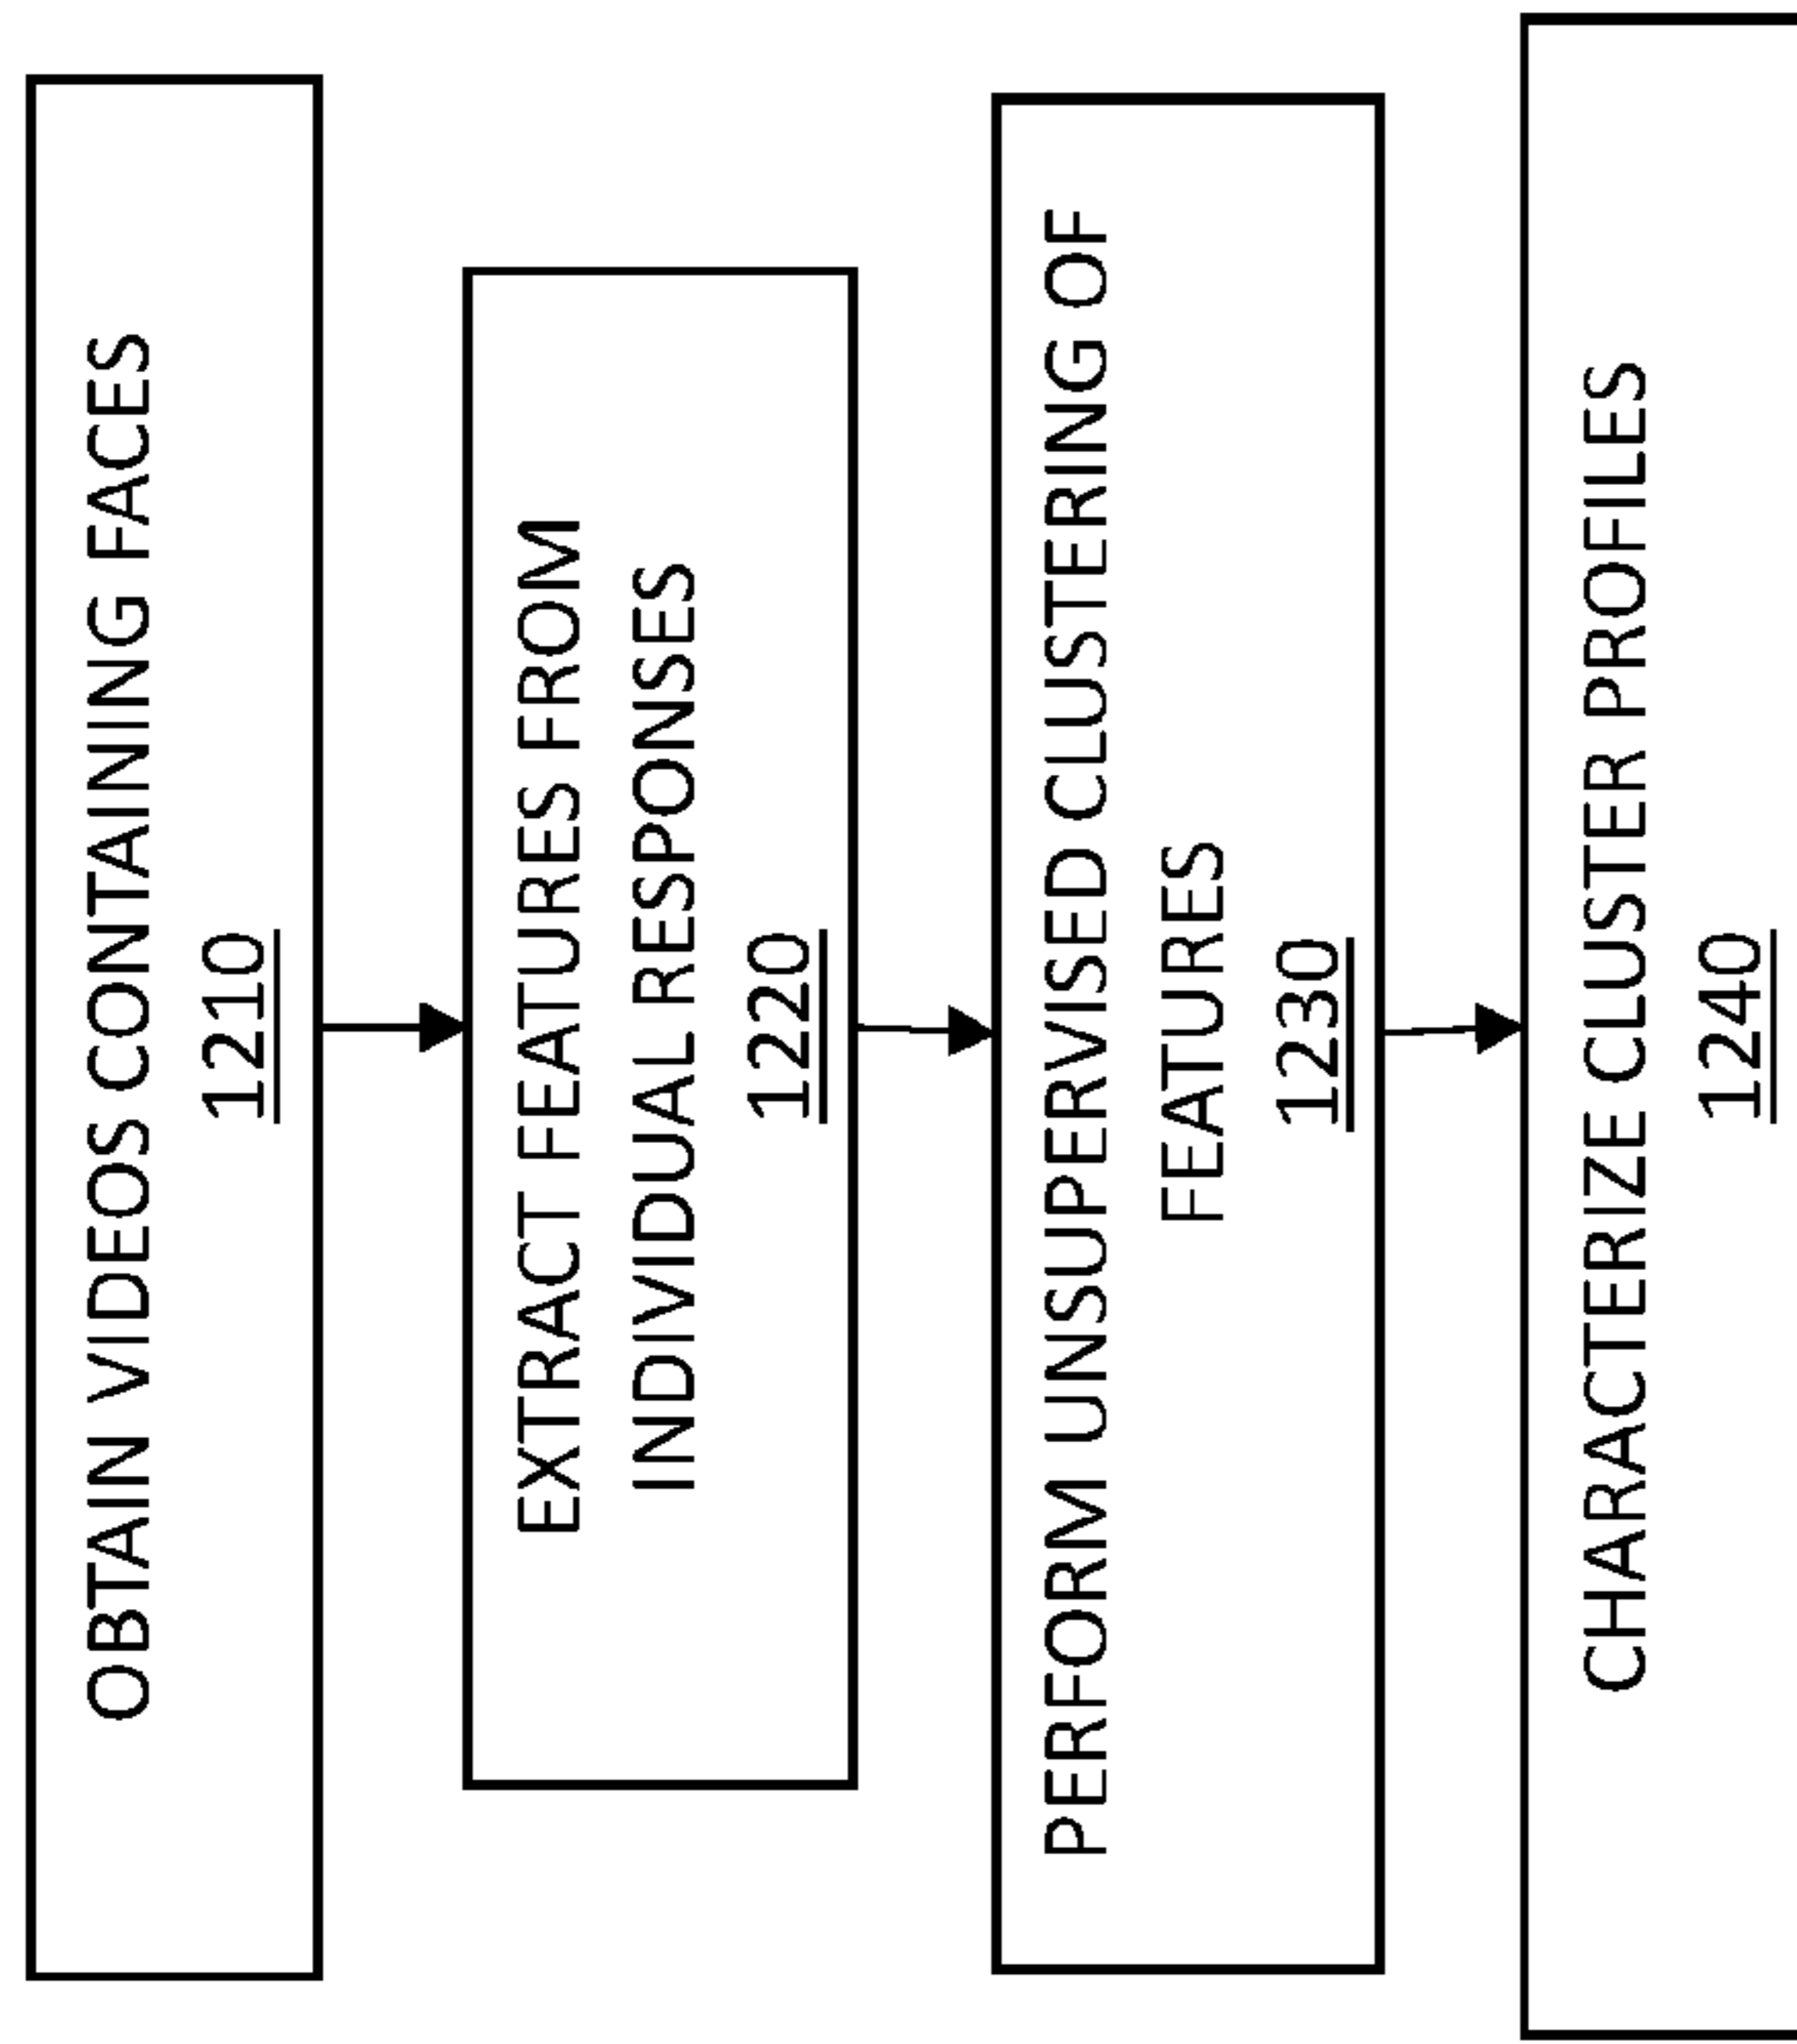 OBTAIN VIDEOS CONTAINING FACES
1210
EXTRACT FEATURES FROM
INDIVIDUAL RESPONSES
1220
PERFORM UNSUPERVISED CLUSTERING OF
FEATURES
1230
CHARACTERIZE CLUSTER PROFILES
1240